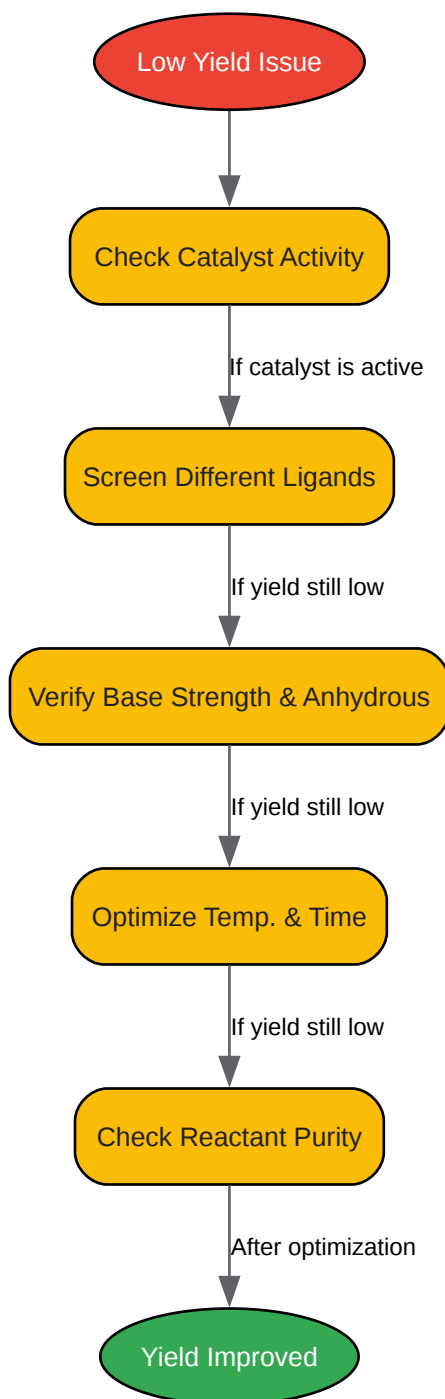 Low Yield Issue
Check Catalyst Activity
If catalyst is active
Screen Different Ligands
If yield still low
Verify Base Strength & Anhydrous
If yield still low
Optimize Temp. & Time
If yield still low
Check Reactant Purity
After optimization
Yield Improved